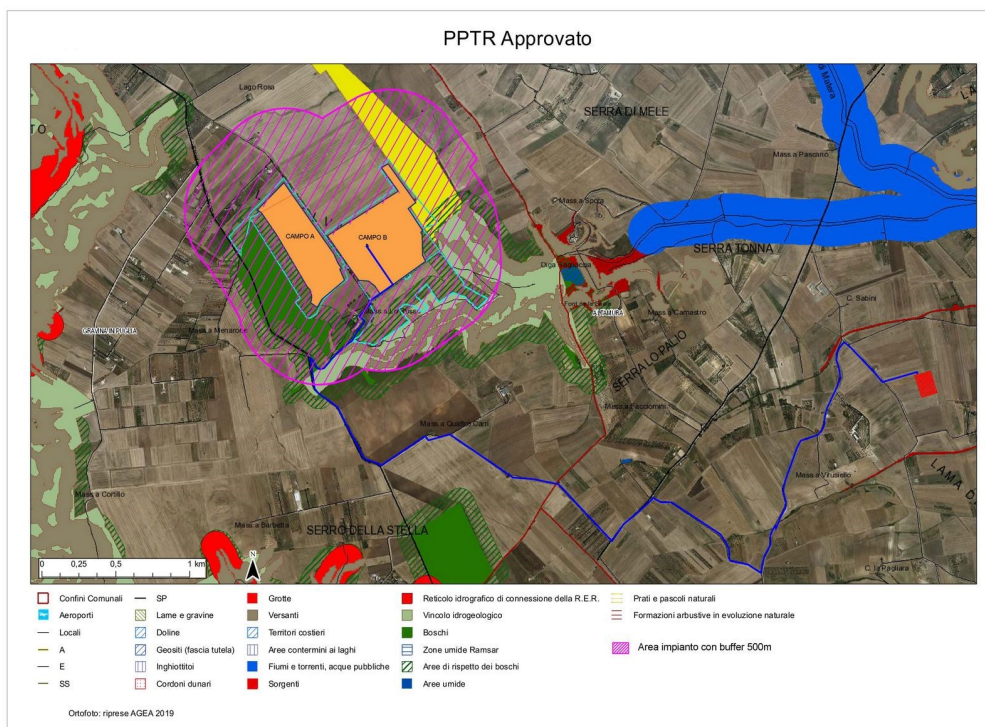 PPTR Approvato
Lago Rosa
SERRA DI MELE
di Matera
Mass a Pascario
CAMPO A
CAMPO B
SERRA TONNA
GRAVINA IN PUGLIA
C. Sabini
Mass a Camastro
SERRA LO PALIO
Mass a Quattro Carri
Mass a Vitusiello
LAMA D
Mass a Cortillo
SERRO DELLA STELLA
C. la Pagliara
0 0,25 0,5 1 km
N
Confini Comunali
Aeroporti
Locali
A
E
SS
SP
Lame e gravine
Doline
Geositi (fascia tutela)
Inghiottitoi
Cordoni dunari
Grotte
Versanti
Territori costieri
Aree contermini ai laghi
Fiumi e torrenti, acque pubbliche
Sorgenti
Reticolo idrografico di connessione della R.E.R.
Vincolo idrogeologico
Boschi
Zone umide Ramsar
Aree di rispetto dei boschi
Aree umide
Prati e pascoli naturali
Formazioni arbustive in evoluzione naturale
Area impianto con buffer 500m
Ortofoto: riprese AGEA 2019